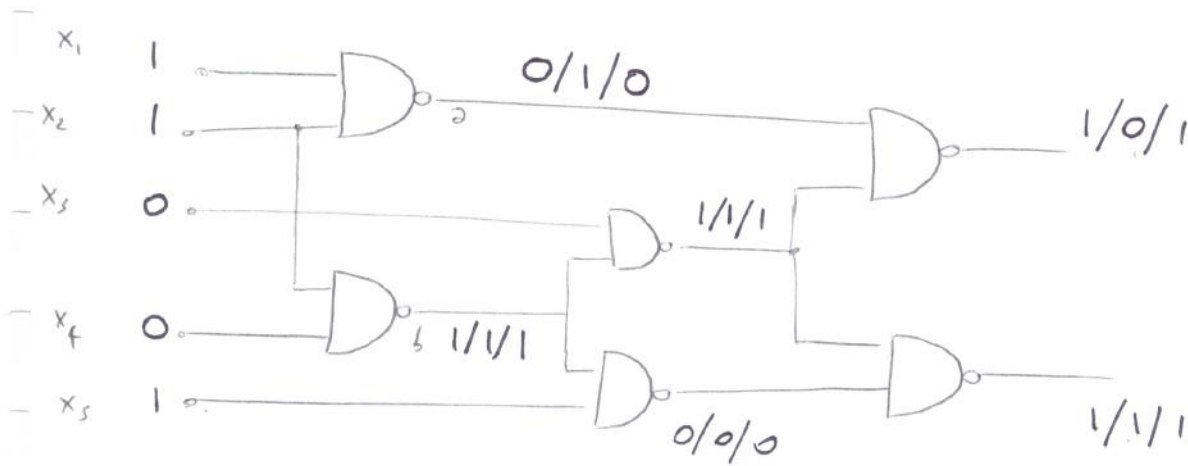 x₁ 1
0/1/0
x₂ 1
a
1/0/1
x₃ 0
1/1/1
x₄ 0
b 1/1/1
x₅ 1
0/0/0
1/1/1